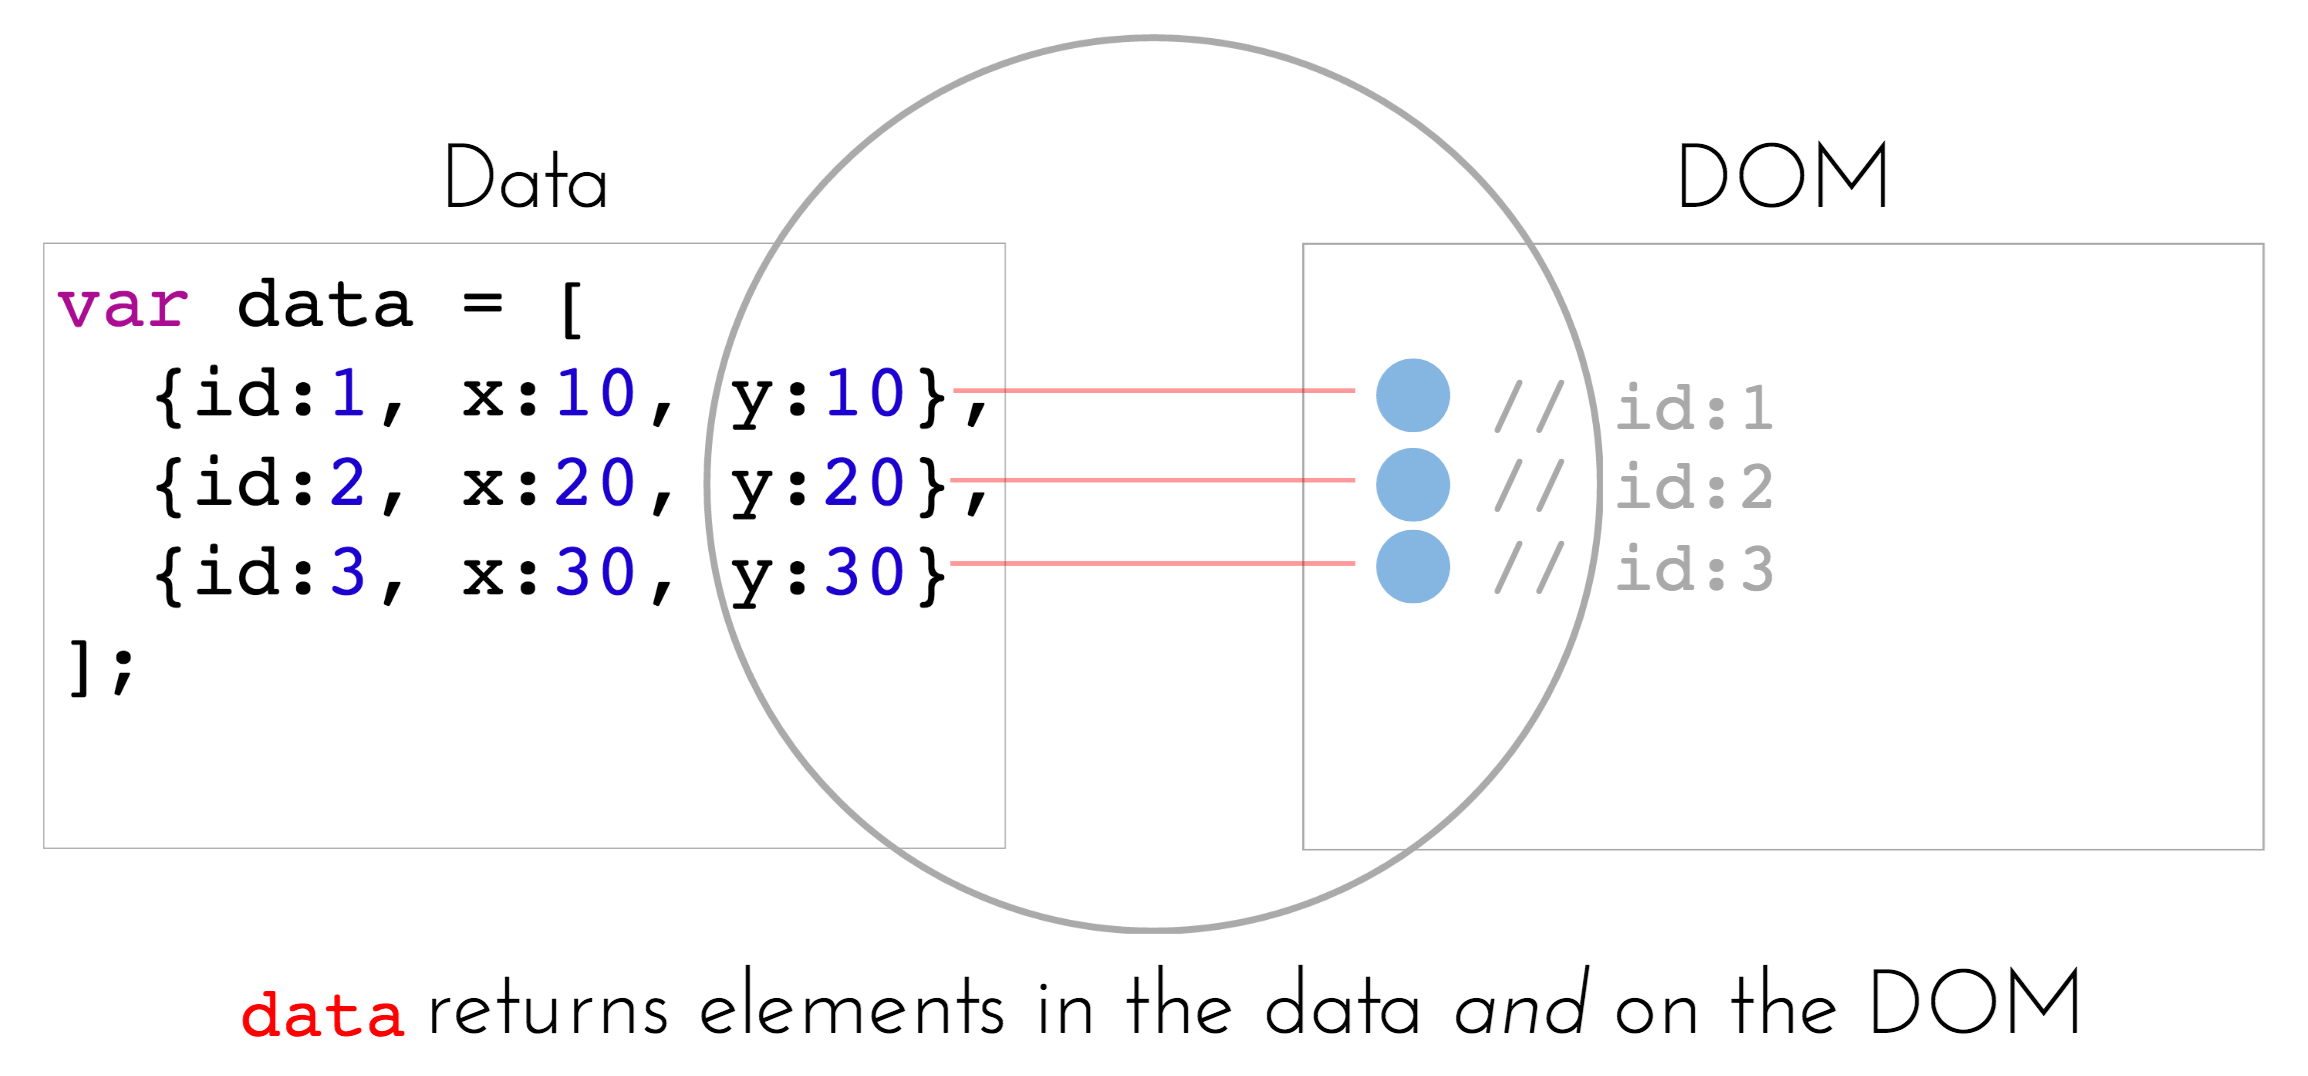 Data
DOM
var data = [
{id:1, x:10, y:10},
{id:2, x:20, y:20},
{id:3, x:30, y:30}
];
// id:1
// id:2
// id:3
data returns elements in the data and on the DOM